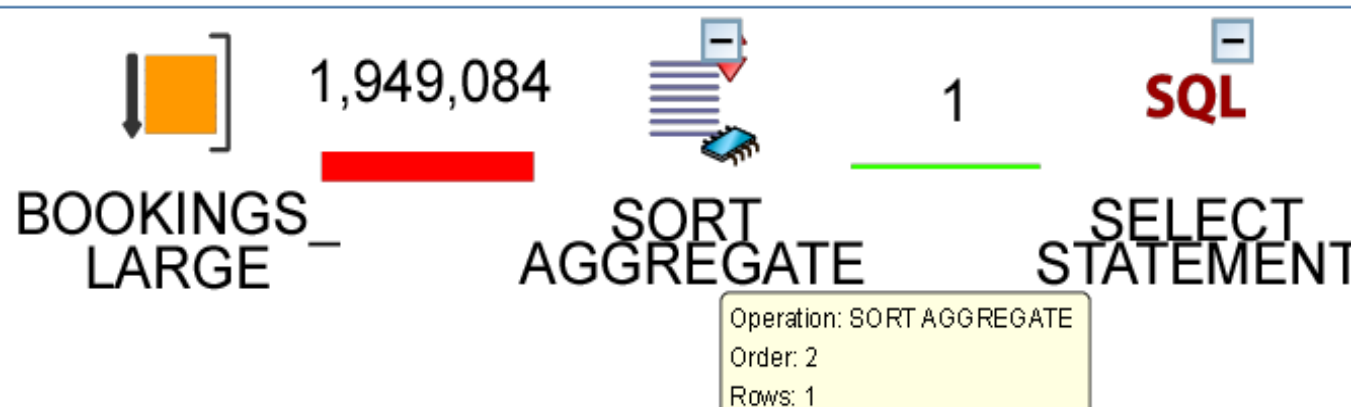 1,949,084
1
SQL
BOOKINGS_
LARGE
SORT
AGGREGATE
SELECT
STATEMENT
Operation: SORT AGGREGATE
Order: 2
Rows: 1